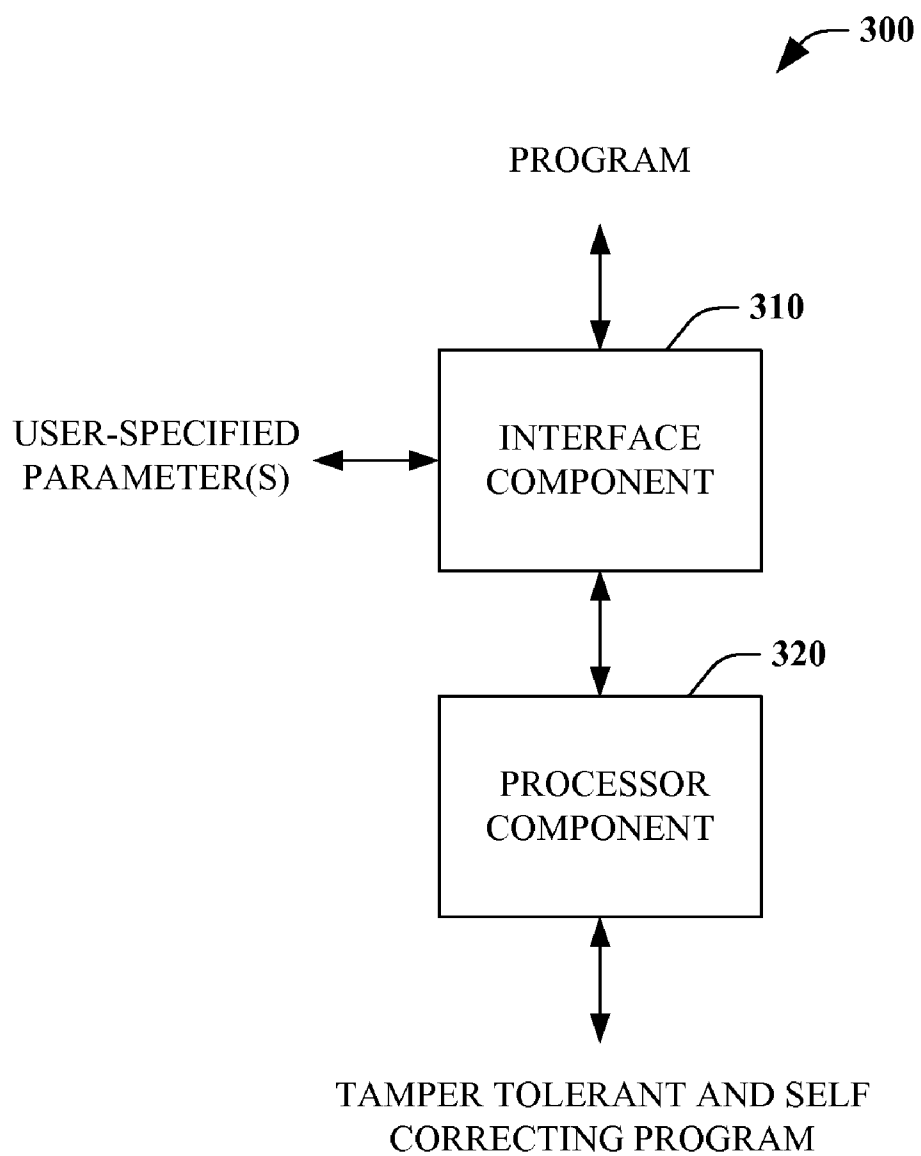 300
PROGRAM
310
USER-SPECIFIED
PARAMETER(S)
INTERFACE
COMPONENT
320
PROCESSOR
COMPONENT
TAMPER TOLERANT AND SELF
CORRECTING PROGRAM